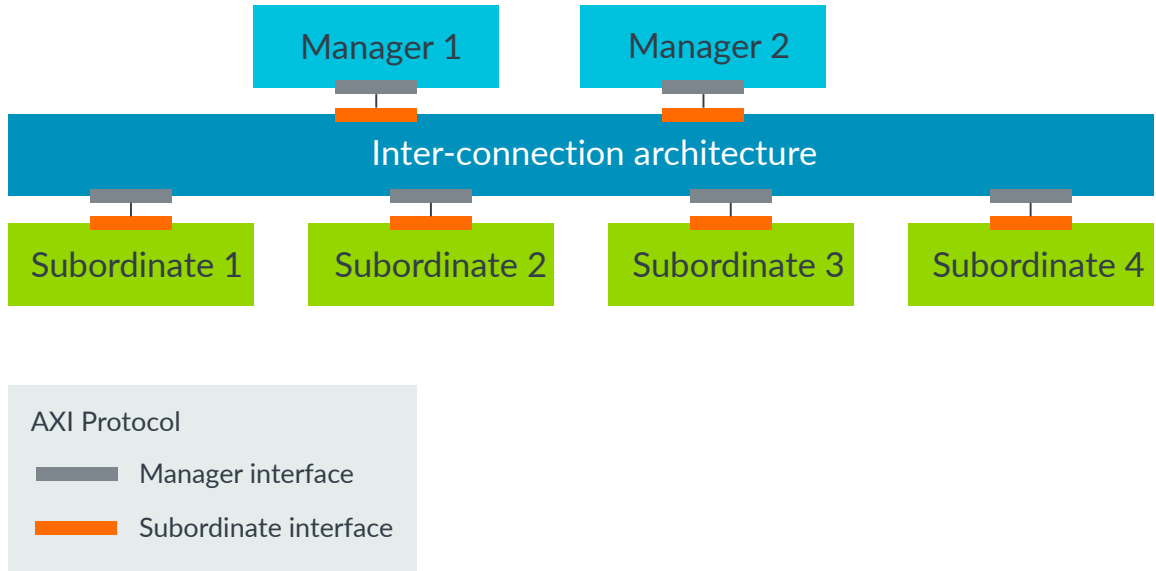 Manager 1
Manager 2
Inter-connection architecture
Subordinate 1
Subordinate 2
Subordinate 3
Subordinate 4
AXI Protocol
Manager interface
Subordinate interface